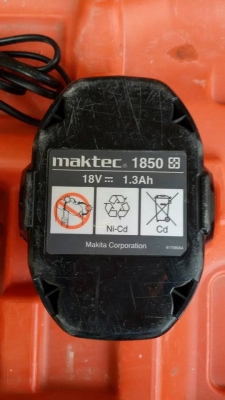 maktec® 1850
18V ⎓ 1.3Ah
Ni-Cd
Cd
Makita Corporation